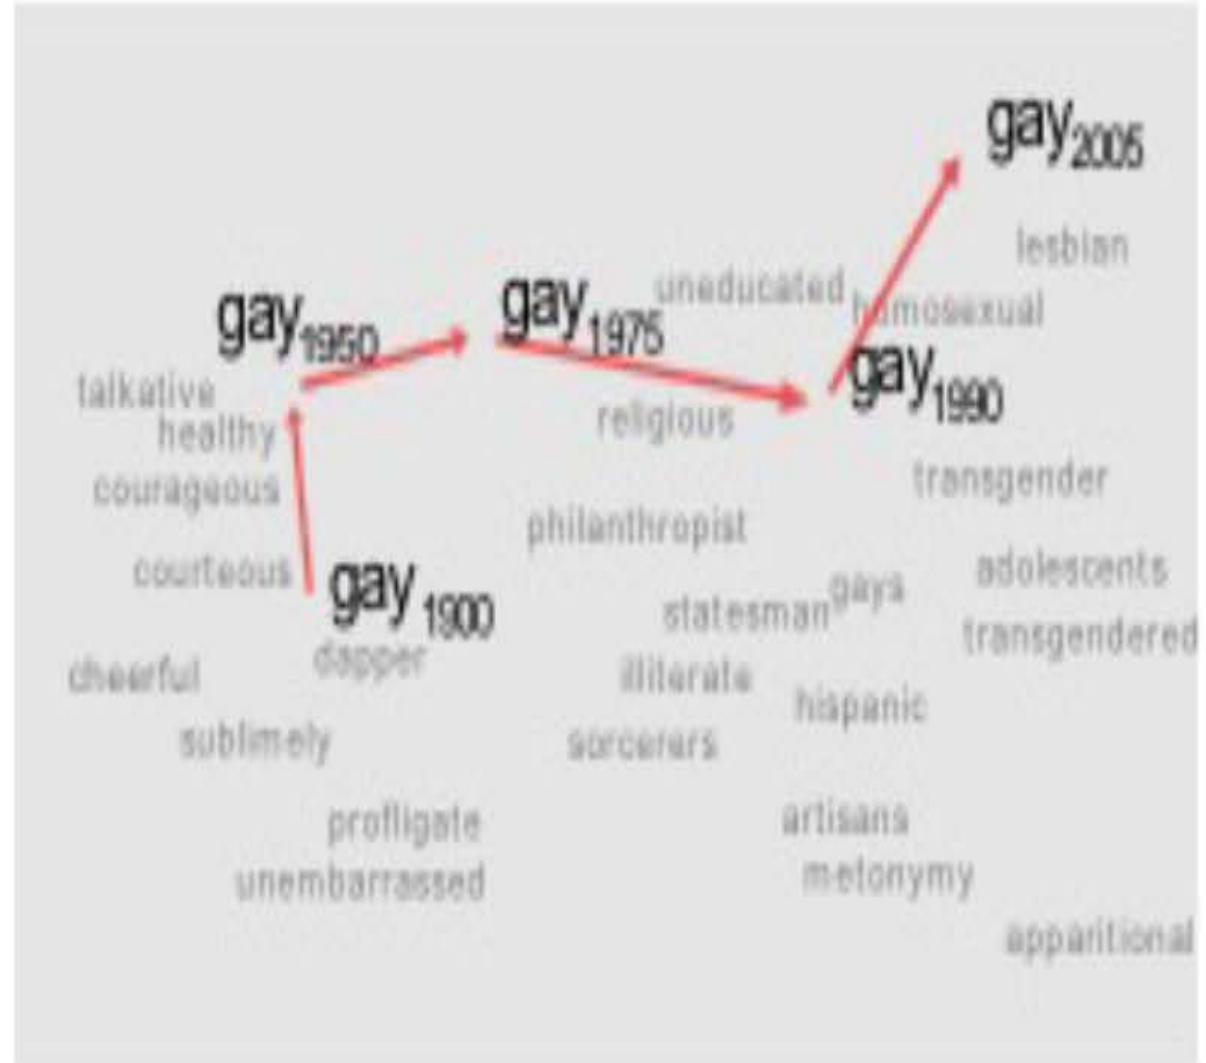 gay2005
lesbian
uneducated
homosexual
gay1950
gay1975
gay1990
talkative
healthy
religious
courageous
transgender
philanthropist
courteous
gay1900
adolescents
gays
statesman
transgendered
dapper
cheerful
illiterate
hispanic
sublimely
sorcerers
profligate
artisans
unembarrassed
metonymy
apparitional